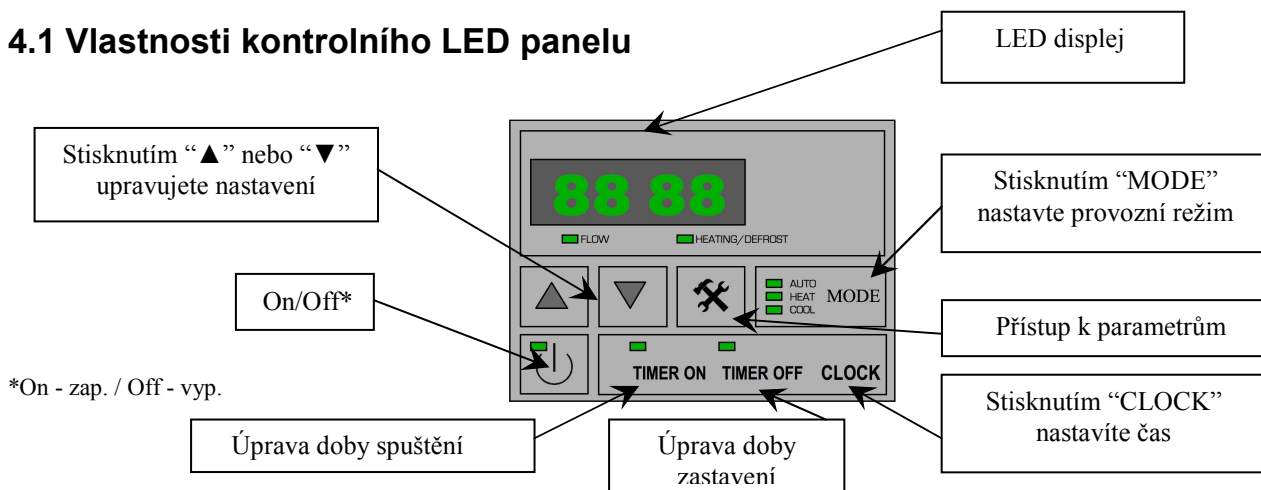 4.1 Vlastnosti kontrolního LED panelu
LED displej
Stisknutím “▲” nebo “▼”
upravujete nastavení
88 88
FLOW
HEATING/DEFROST
Stisknutím “MODE”
nastavte provozní režim
AUTO
HEAT
COOL
MODE
On/Off*
Přístup k parametrům
TIMER ON
TIMER OFF
CLOCK
*On - zap. / Off - vyp.
Stisknutím “CLOCK”
nastavíte čas
Úprava doby spuštění
Úprava doby
zastavení